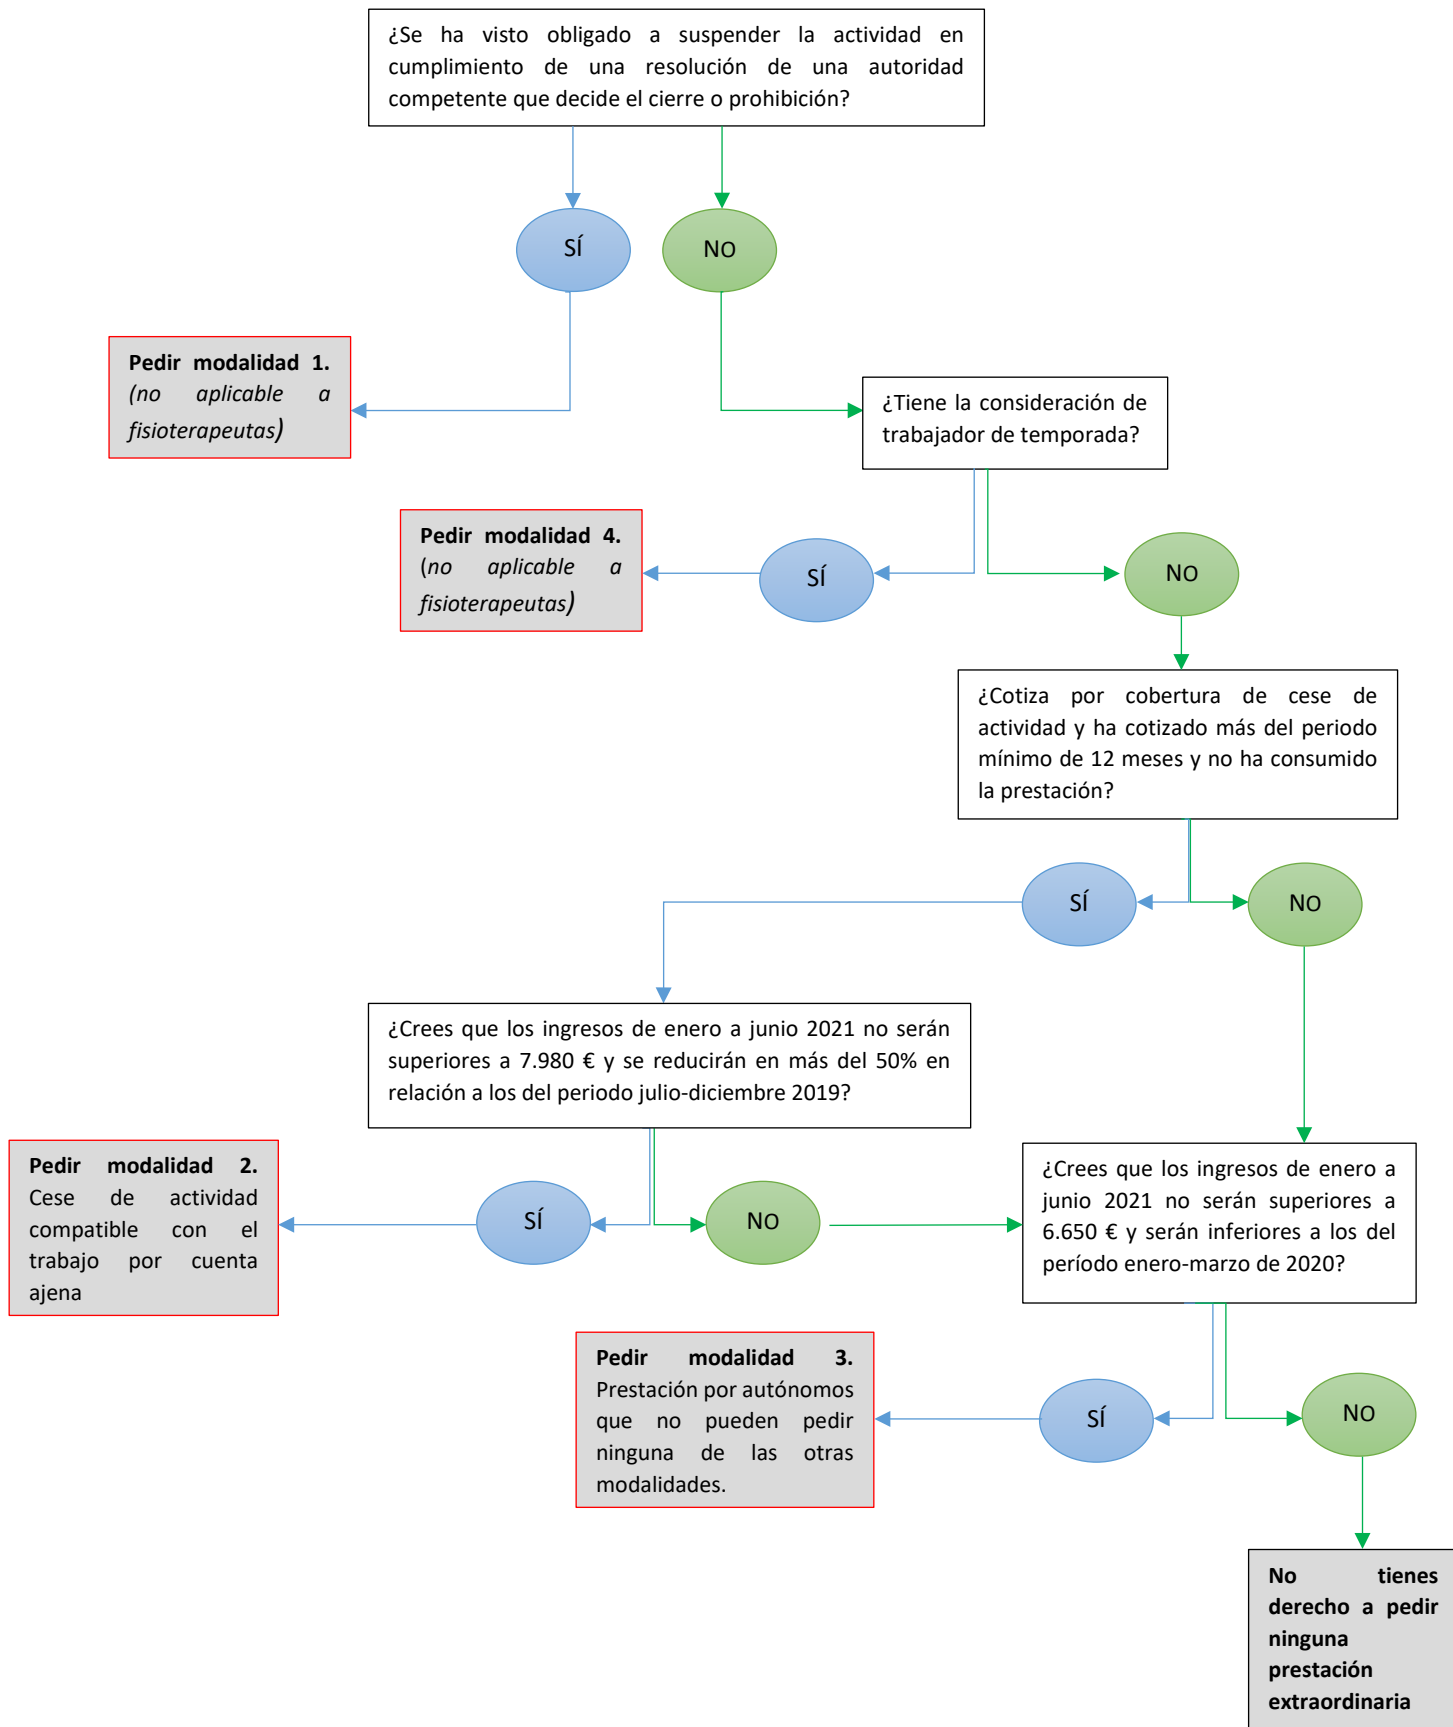 ¿Se ha visto obligado a suspender la actividad en
cumplimiento de una resolución de una autoridad
competente que decide el cierre o prohibición?
SÍ
NO
Pedir modalidad 1.
(no aplicable a
fisioterapeutas)
¿Tiene la consideración de
trabajador de temporada?
Pedir modalidad 4.
(no aplicable a
fisioterapeutas)
SÍ
NO
¿Cotiza por cobertura de cese de
actividad y ha cotizado más del periodo
mínimo de 12 meses y no ha consumido
la prestación?
SÍ
NO
¿Crees que los ingresos de enero a junio 2021 no serán
superiores a 7.980 € y se reducirán en más del 50% en
relación a los del periodo julio-diciembre 2019?
Pedir modalidad 2.
Cese de actividad
compatible con el
trabajo por cuenta
ajena
SÍ
NO
¿Crees que los ingresos de enero a
junio 2021 no serán superiores a
6.650 € y serán inferiores a los del
período enero-marzo de 2020?
Pedir modalidad 3.
Prestación por autónomos
que no pueden pedir
ninguna de las otras
modalidades.
SÍ
NO
No tienes
derecho a pedir
ninguna
prestación
extraordinaria